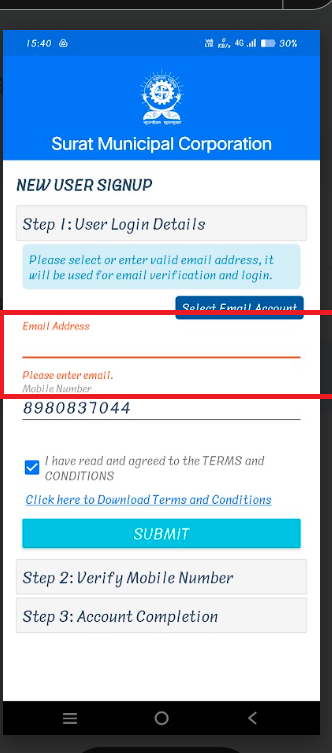 15:40 4G 30%
Surat Municipal Corporation
NEW USER SIGNUP
Step 1: User Login Details
Please select or enter valid email address, it
will be used for email verification and login.
Select Email Account
Email Address
Please enter email.
Mobile Number
8980837044
I have read and agreed to the TERMS and
CONDITIONS
Click here to Download Terms and Conditions
SUBMIT
Step 2: Verify Mobile Number
Step 3: Account Completion